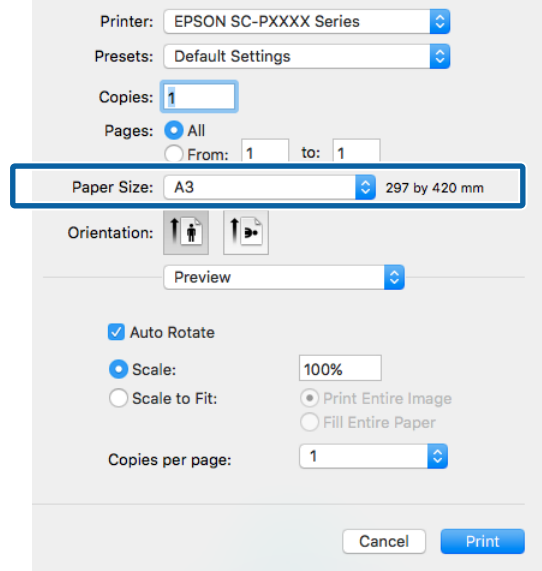 Printer: EPSON SC-PXXXX Series
Presets: Default Settings
Copies: 1
Pages: All
From: 1 to: 1
Paper Size: A3 297 by 420 mm
Orientation:
Preview
Auto Rotate
Scale: 100%
Scale to Fit: Print Entire Image
Fill Entire Paper
Copies per page: 1
Cancel Print